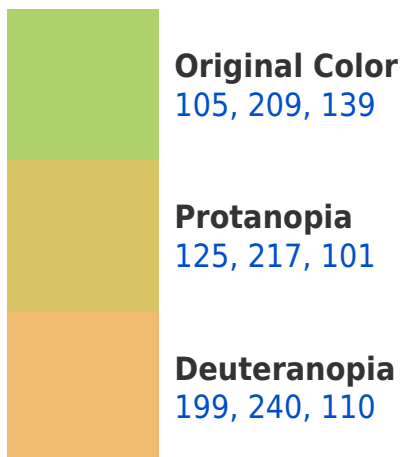 Original Color
105, 209, 139
Protanopia
125, 217, 101
Deuteranopia
199, 240, 110